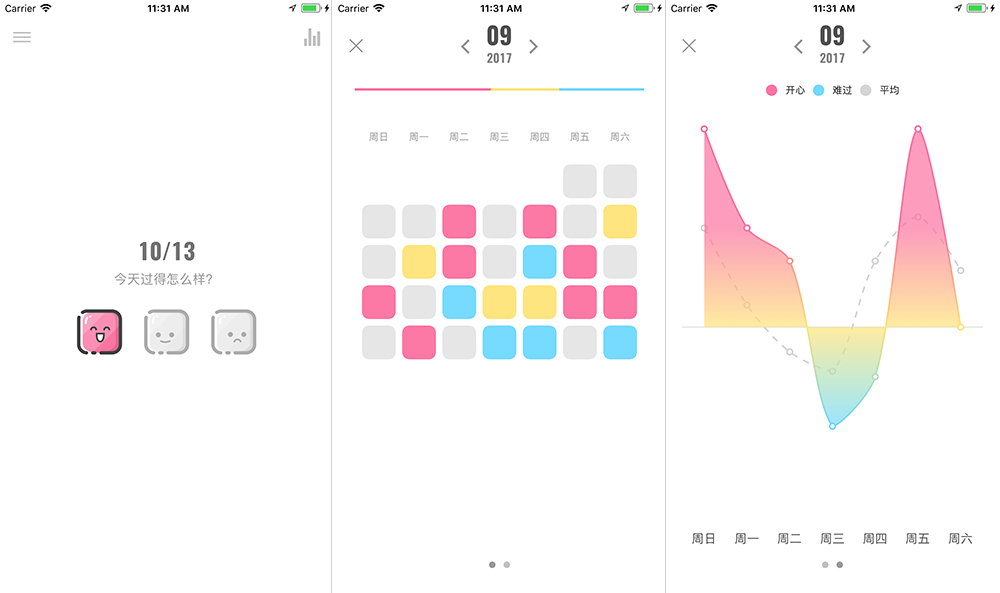 Carrier 11:31 AM
10/13
今天过得怎么样?
Carrier 11:31 AM
09
2017
周日 周一 周二 周三 周四 周五 周六
Carrier 11:31 AM
09
2017
开心 难过 平均
周日 周一 周二 周三 周四 周五 周六